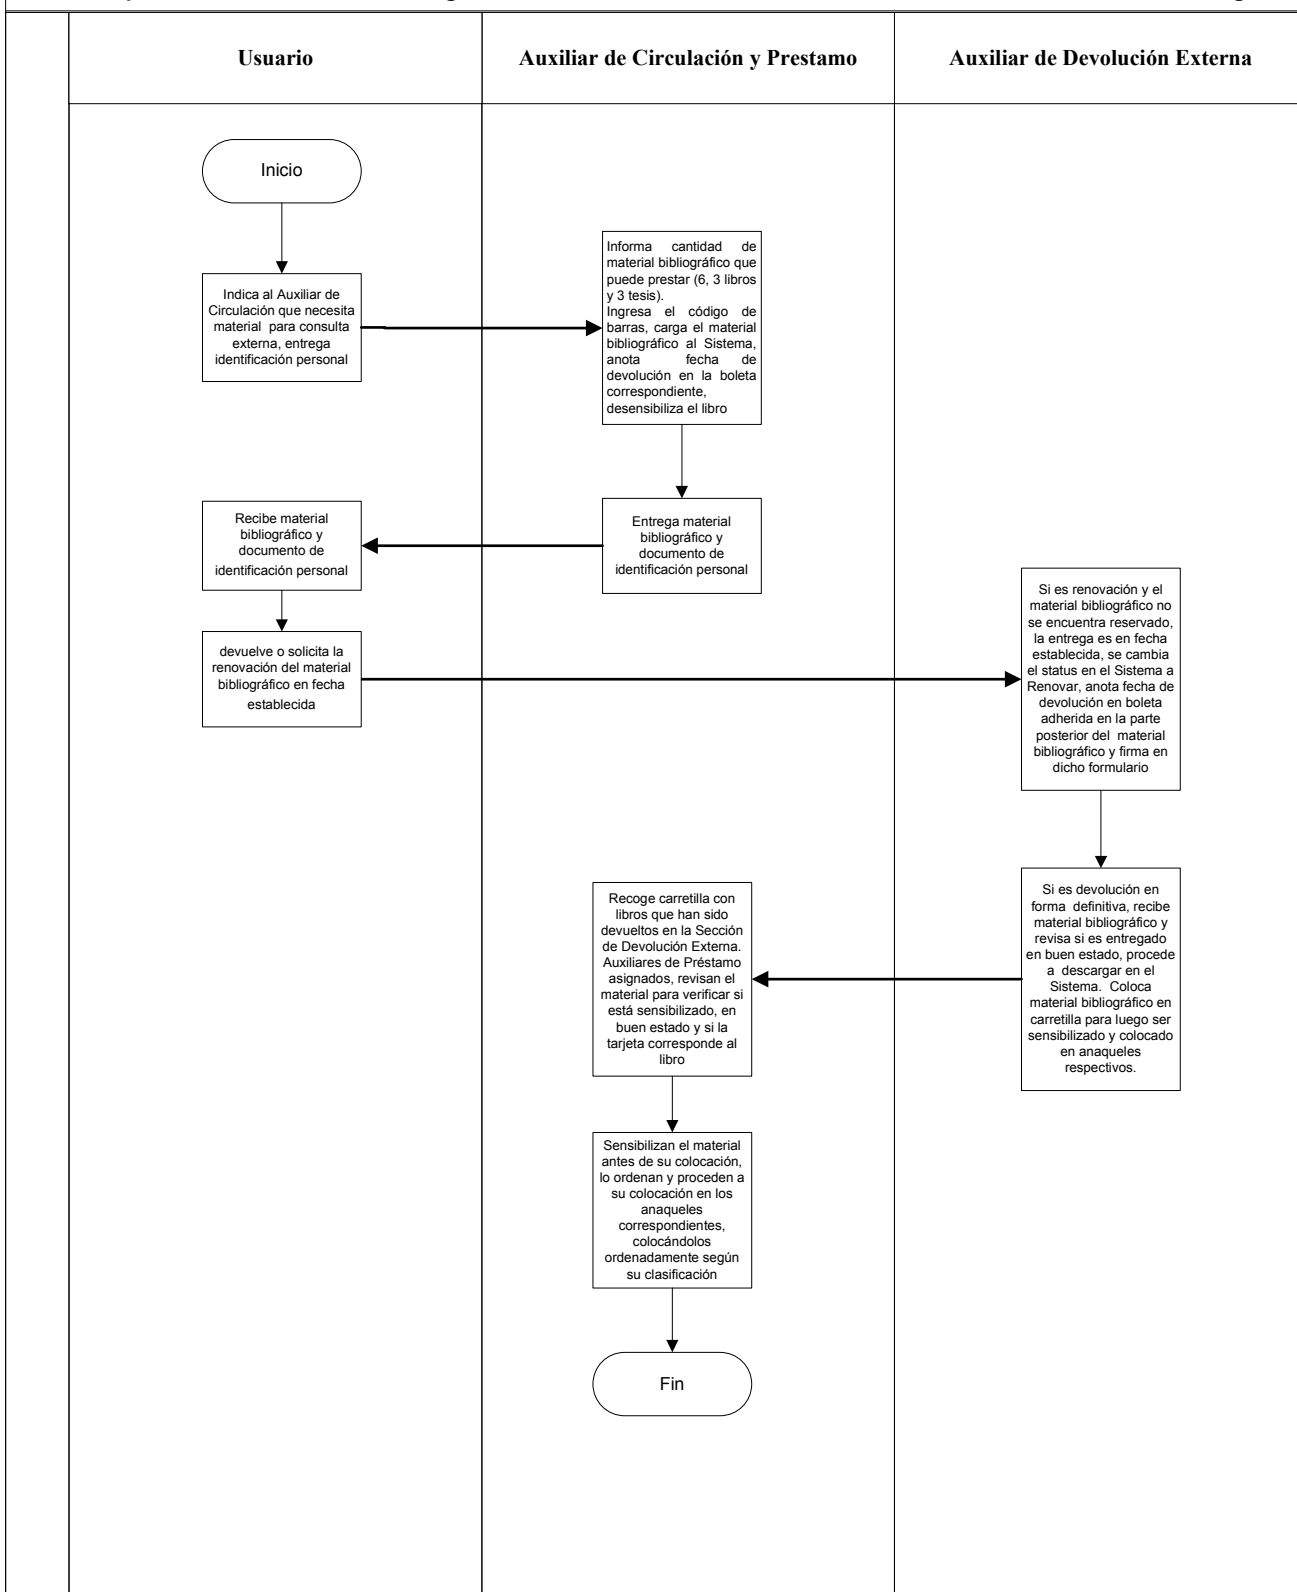 Usuario
Auxiliar de Circulación y Prestamo
Auxiliar de Devolución Externa
Inicio
Indica al Auxiliar de
Circulación que necesita
material para consulta
externa, entrega
identificación personal
Informa cantidad de
material bibliográfico que
puede prestar (6, 3 libros
y 3 tesis).
Ingresa el código de
barras, carga el material
bibliográfico al Sistema,
anota fecha de
devolución en la boleta
correspondiente,
desensibiliza el libro
Entrega material
bibliográfico y
documento de
identificación personal
Recibe material
bibliográfico y
documento de
identificación personal
devuelve o solicita la
renovación del material
bibliográfico en fecha
establecida
Si es renovación y el
material bibliográfico no
se encuentra reservado,
la entrega es en fecha
establecida, se cambia
el status en el Sistema a
Renovar, anota fecha de
devolución en boleta
adherida en la parte
posterior del material
bibliográfico y firma en
dicho formulario
Si es devolución en
forma definitiva, recibe
material bibliográfico y
revisa si es entregado
en buen estado, procede
a descargar en el
Sistema. Coloca
material bibliográfico en
carretilla para luego ser
sensibilizado y colocado
en anaqueles
respectivos.
Recoge carretilla con
libros que han sido
devueltos en la Sección
de Devolución Externa.
Auxiliares de Préstamo
asignados, revisan el
material para verificar si
está sensibilizado, en
buen estado y si la
tarjeta corresponde al
libro
Sensibilizan el material
antes de su colocación,
lo ordenan y proceden a
su colocación en los
anaqueles
correspondientes,
colocándolos
ordenadamente según
su clasificación
Fin